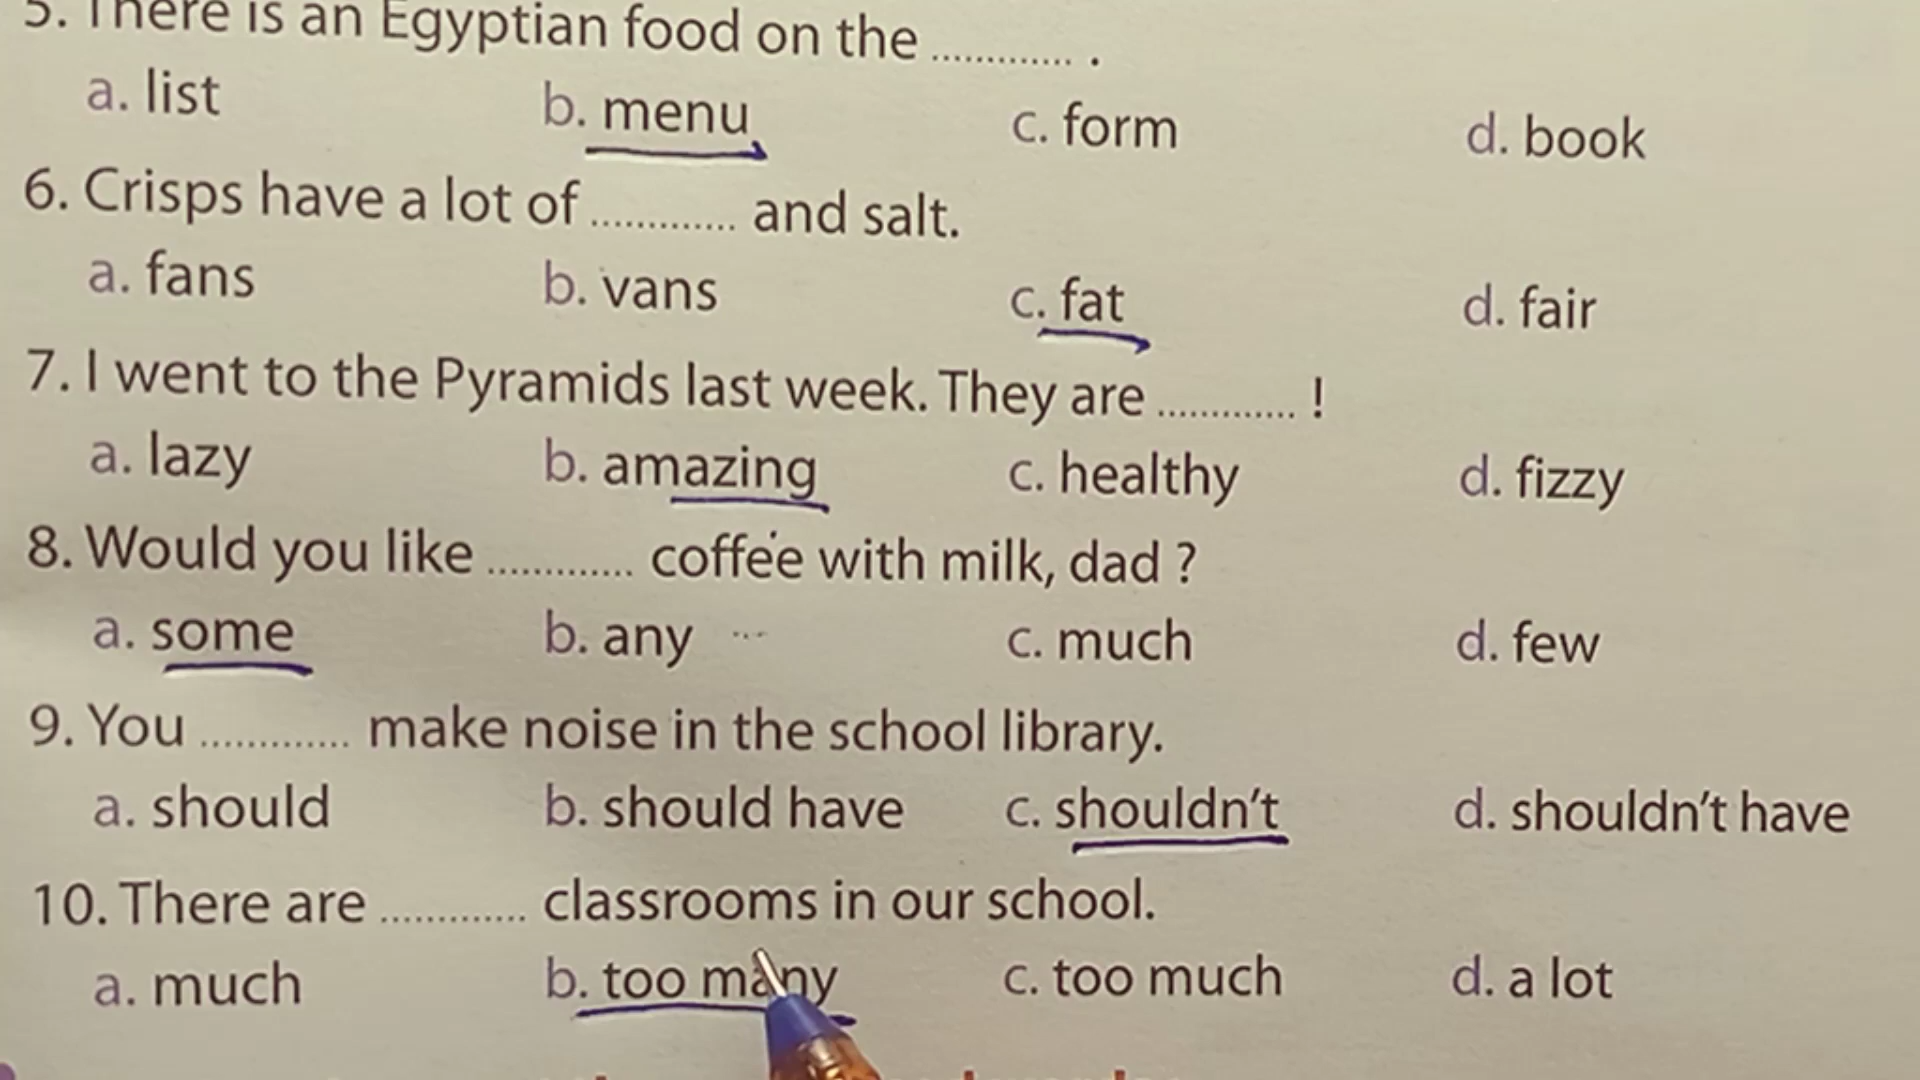 5. There is an Egyptian food on the ............. .
a. list b. menu c. form d. book
6. Crisps have a lot of ............. and salt.
a. fans b. vans c. fat d. fair
7. I went to the Pyramids last week. They are ............. !
a. lazy b. amazing c. healthy d. fizzy
8. Would you like ............. coffee with milk, dad ?
a. some b. any c. much d. few
9. You ............. make noise in the school library.
a. should b. should have c. shouldn't d. shouldn't have
10. There are ............. classrooms in our school.
a. much b. too many c. too much d. a lot